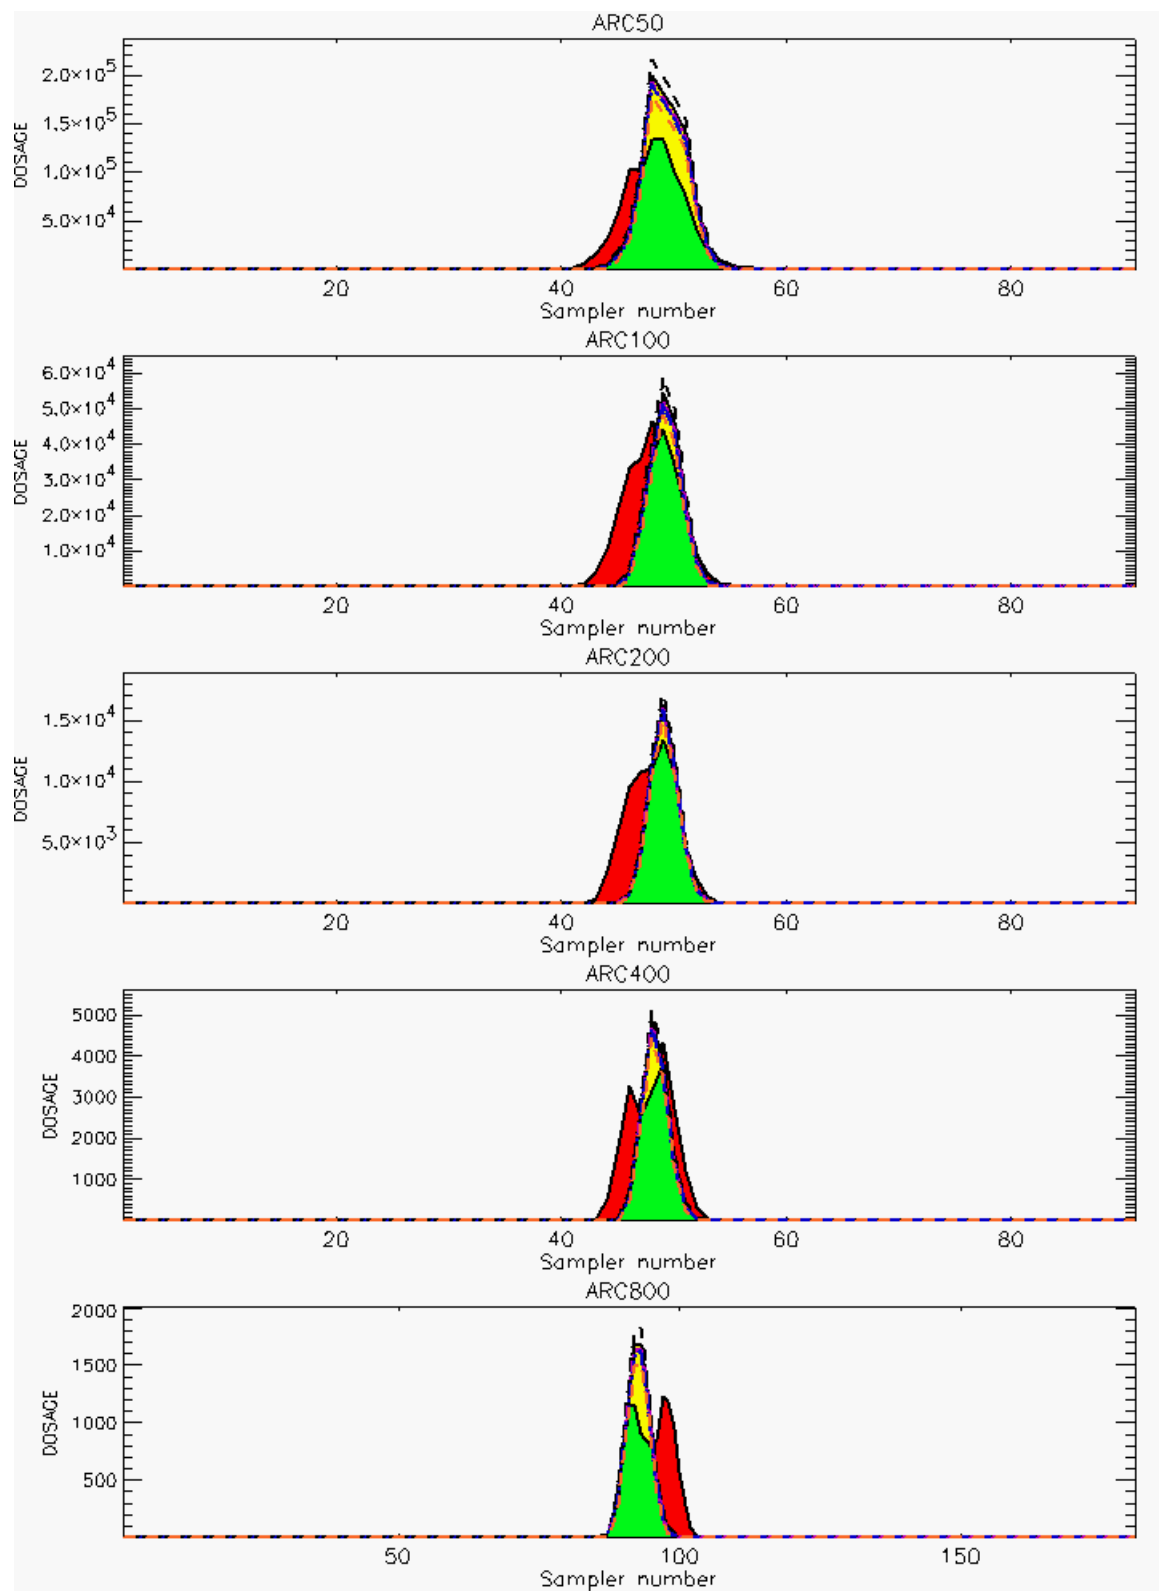 ARC50
2.0×10⁵
1.5×10⁵
1.0×10⁵
5.0×10⁴
DOSAGE
20 40 60 80
Sampler number
ARC100
6.0×10⁴
5.0×10⁴
4.0×10⁴
3.0×10⁴
2.0×10⁴
1.0×10⁴
DOSAGE
20 40 60 80
Sampler number
ARC200
1.5×10⁴
1.0×10⁴
5.0×10³
DOSAGE
20 40 60 80
Sampler number
ARC400
5000
4000
3000
2000
1000
DOSAGE
20 40 60 80
Sampler number
ARC800
2000
1500
1000
500
DOSAGE
50 100 150
Sampler number